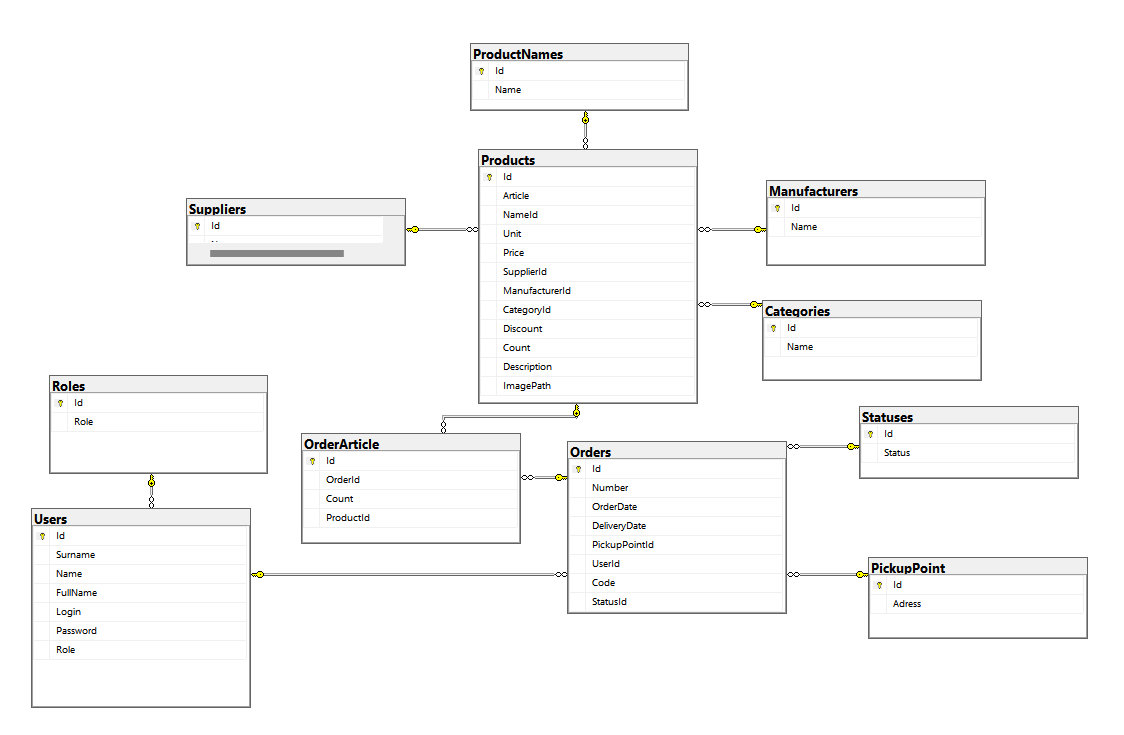 ProductNames
Id
Name
Products
Id
Article
NameId
Unit
Price
SupplierId
ManufacturerId
CategoryId
Discount
Count
Description
ImagePath
Suppliers
Id
Manufacturers
Id
Name
Categories
Id
Name
Roles
Id
Role
OrderArticle
Id
OrderId
Count
ProductId
Orders
Id
Number
OrderDate
DeliveryDate
PickupPointId
UserId
Code
StatusId
Statuses
Id
Status
Users
Id
Surname
Name
FullName
Login
Password
Role
PickupPoint
Id
Adress